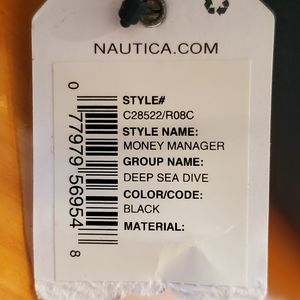 NAUTICA.COM
STYLE#
C28522/R08C
STYLE NAME:
MONEY MANAGER
GROUP NAME:
DEEP SEA DIVE
COLOR/CODE:
BLACK
MATERIAL:
0 77979 56954 8